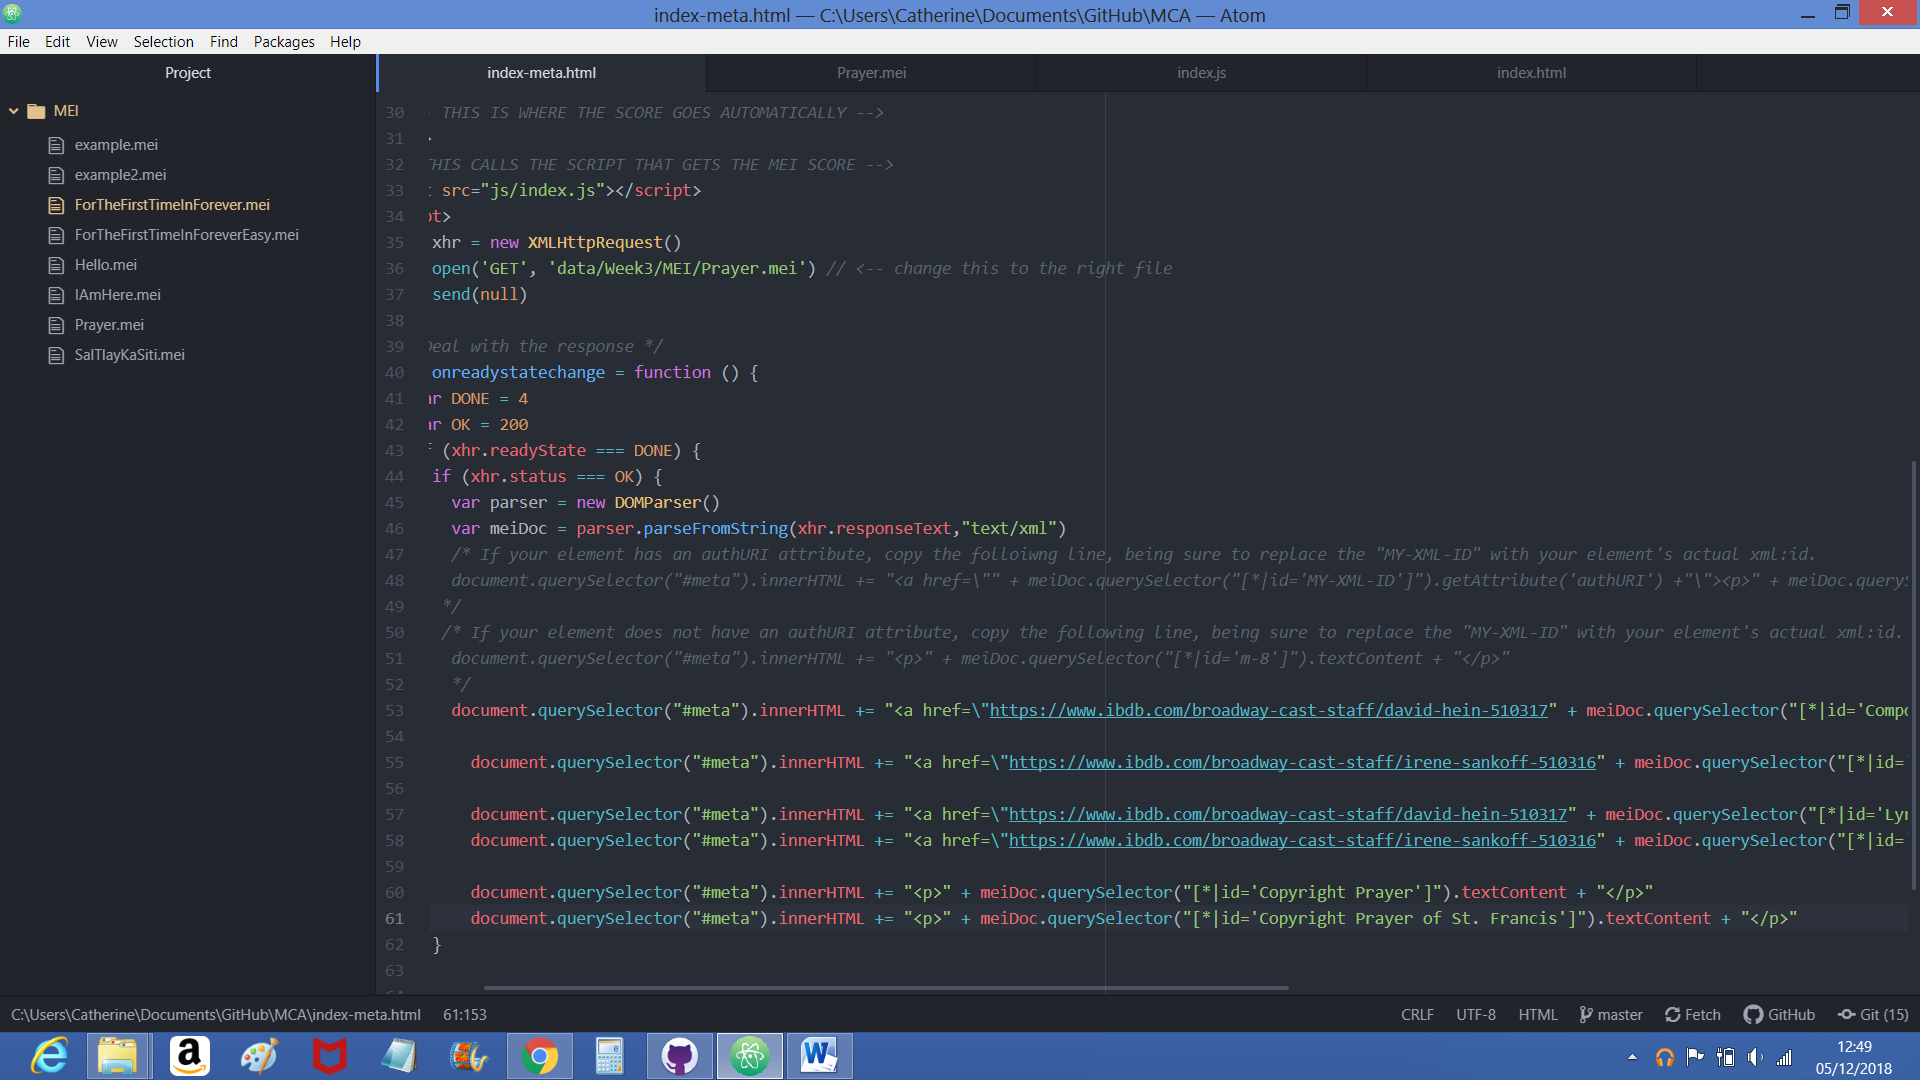 index-meta.html — C:\Users\Catherine\Documents\GitHub\MCA — Atom
File Edit View Selection Find Packages Help
Project
index-meta.html
Prayer.mei
index.js
index.html
MEI
example.mei
example2.mei
ForTheFirstTimeInForever.mei
ForTheFirstTimeInForeverEasy.mei
Hello.mei
IAmHere.mei
Prayer.mei
SalTlayKaSiti.mei
30 THIS IS WHERE THE SCORE GOES AUTOMATICALLY -->
31 >
32 THIS CALLS THE SCRIPT THAT GETS THE MEI SCORE -->
33 t src="js/index.js"></script>
34 pt>
35 xhr = new XMLHttpRequest()
36 open('GET', 'data/Week3/MEI/Prayer.mei') // <-- change this to the right file
37 send(null)
38
39 Deal with the response */
40 onreadystatechange = function () {
41 ar DONE = 4
42 ar OK = 200
43 f (xhr.readyState === DONE) {
44 if (xhr.status === OK) {
45 var parser = new DOMParser()
46 var meiDoc = parser.parseFromString(xhr.responseText,"text/xml")
47 /* If your element has an authURI attribute, copy the folloiwng line, being sure to replace the "MY-XML-ID" with your element's actual xml:id.
48 document.querySelector("#meta").innerHTML += "<a href=\"" + meiDoc.querySelector("[*|id='MY-XML-ID']").getAttribute('authURI') +"\"><p>" + meiDoc.queryS
49 */
50 /* If your element does not have an authURI attribute, copy the following line, being sure to replace the "MY-XML-ID" with your element's actual xml:id.
51 document.querySelector("#meta").innerHTML += "<p>" + meiDoc.querySelector("[*|id='m-8']").textContent + "</p>"
52 */
53 document.querySelector("#meta").innerHTML += "<a href=\"https://www.ibdb.com/broadway-cast-staff/david-hein-510317" + meiDoc.querySelector("[*|id='Compo
54
55 document.querySelector("#meta").innerHTML += "<a href=\"https://www.ibdb.com/broadway-cast-staff/irene-sankoff-510316" + meiDoc.querySelector("[*|id='
56
57 document.querySelector("#meta").innerHTML += "<a href=\"https://www.ibdb.com/broadway-cast-staff/david-hein-510317" + meiDoc.querySelector("[*|id='Lyr
58 document.querySelector("#meta").innerHTML += "<a href=\"https://www.ibdb.com/broadway-cast-staff/irene-sankoff-510316" + meiDoc.querySelector("[*|id='
59
60 document.querySelector("#meta").innerHTML += "<p>" + meiDoc.querySelector("[*|id='Copyright Prayer']").textContent + "</p>"
61 document.querySelector("#meta").innerHTML += "<p>" + meiDoc.querySelector("[*|id='Copyright Prayer of St. Francis']").textContent + "</p>"
62 }
63
C:\Users\Catherine\Documents\GitHub\MCA\index-meta.html 61:153 CRLF UTF-8 HTML master Fetch GitHub Git (15)
12:49
05/12/2018